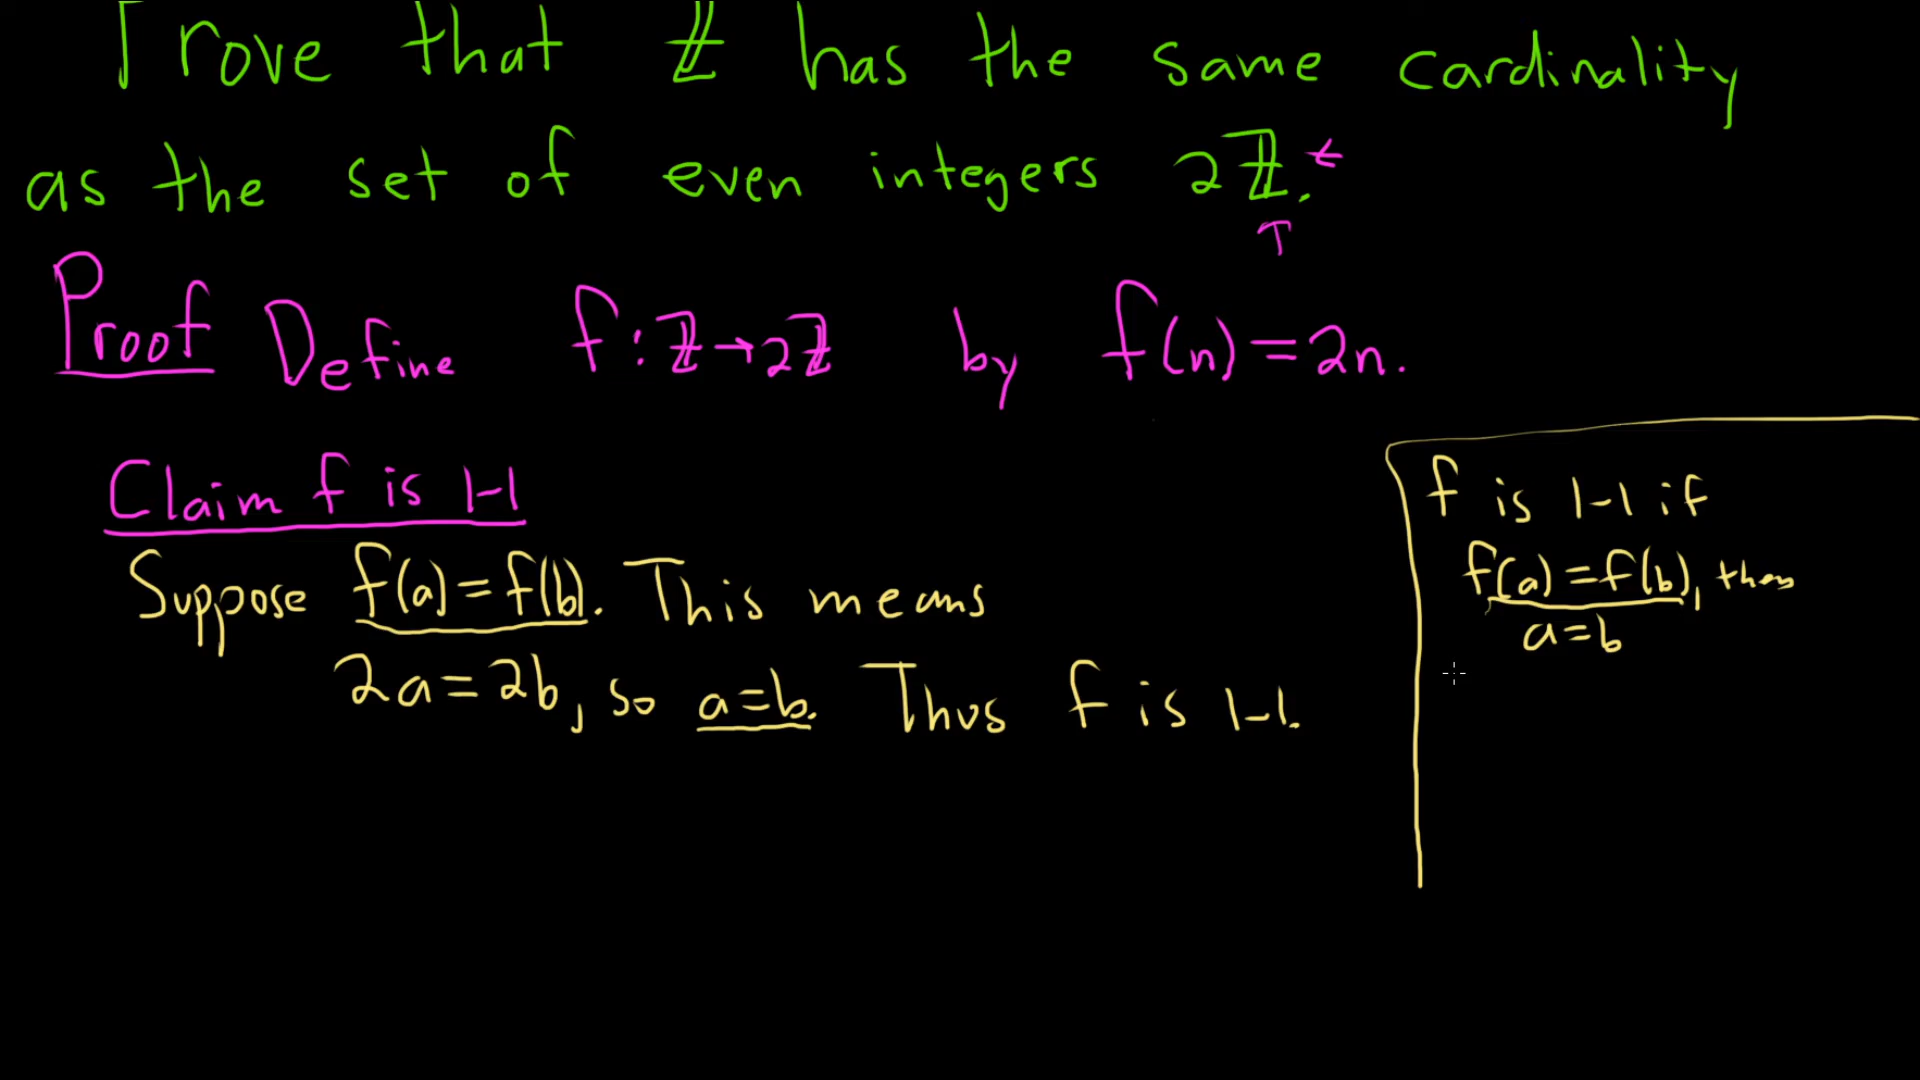 Prove that ℤ has the same cardinality
as the set of even integers 2ℤ.
Proof Define f:ℤ→2ℤ by f(n)=2n.
Claim f is 1-1
Suppose f(a)=f(b). This means
2a=2b, so a=b. Thus f is 1-1.
f is 1-1 if
f(a)=f(b), then
a=b